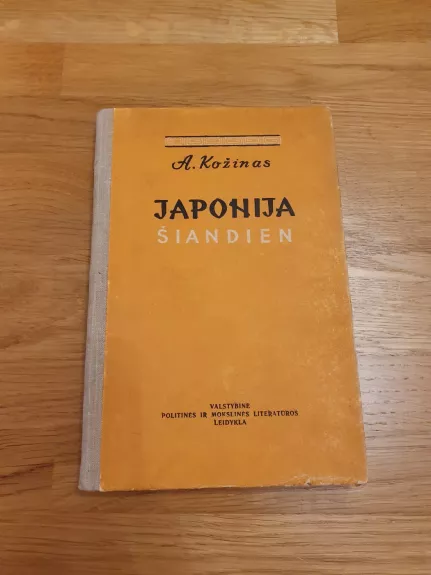 A. Kožinas
JAPONIJA
ŠIANDIEN
VALSTYBINĖ
POLITINĖS IR MOKSLINĖS LITERATŪROS
LEIDYKLA